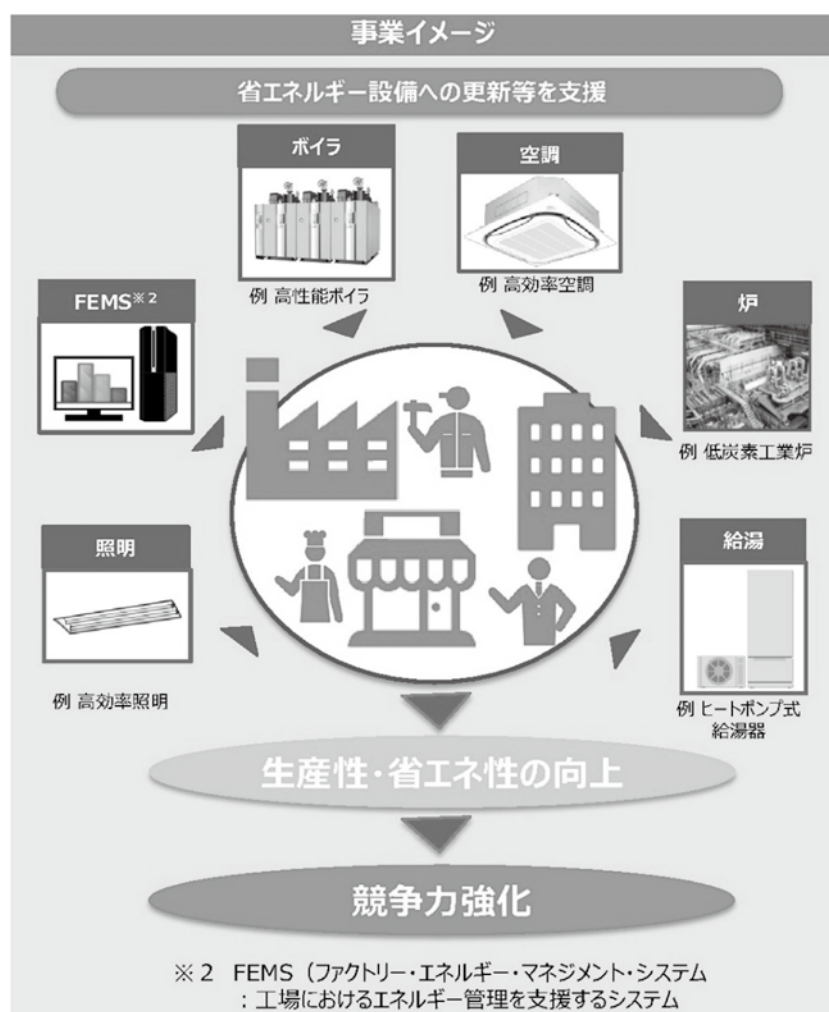 事業イメージ
省エネルギー設備への更新等を支援
ボイラ
例 高性能ボイラ
空調
例 高効率空調
FEMS※2
炉
例 低炭素工業炉
照明
例 高効率照明
給湯
例 ヒートポンプ式
給湯器
生産性・省エネ性の向上
競争力強化
※2 FEMS（ファクトリー・エネルギー・マネジメント・システム
：工場におけるエネルギー管理を支援するシステム